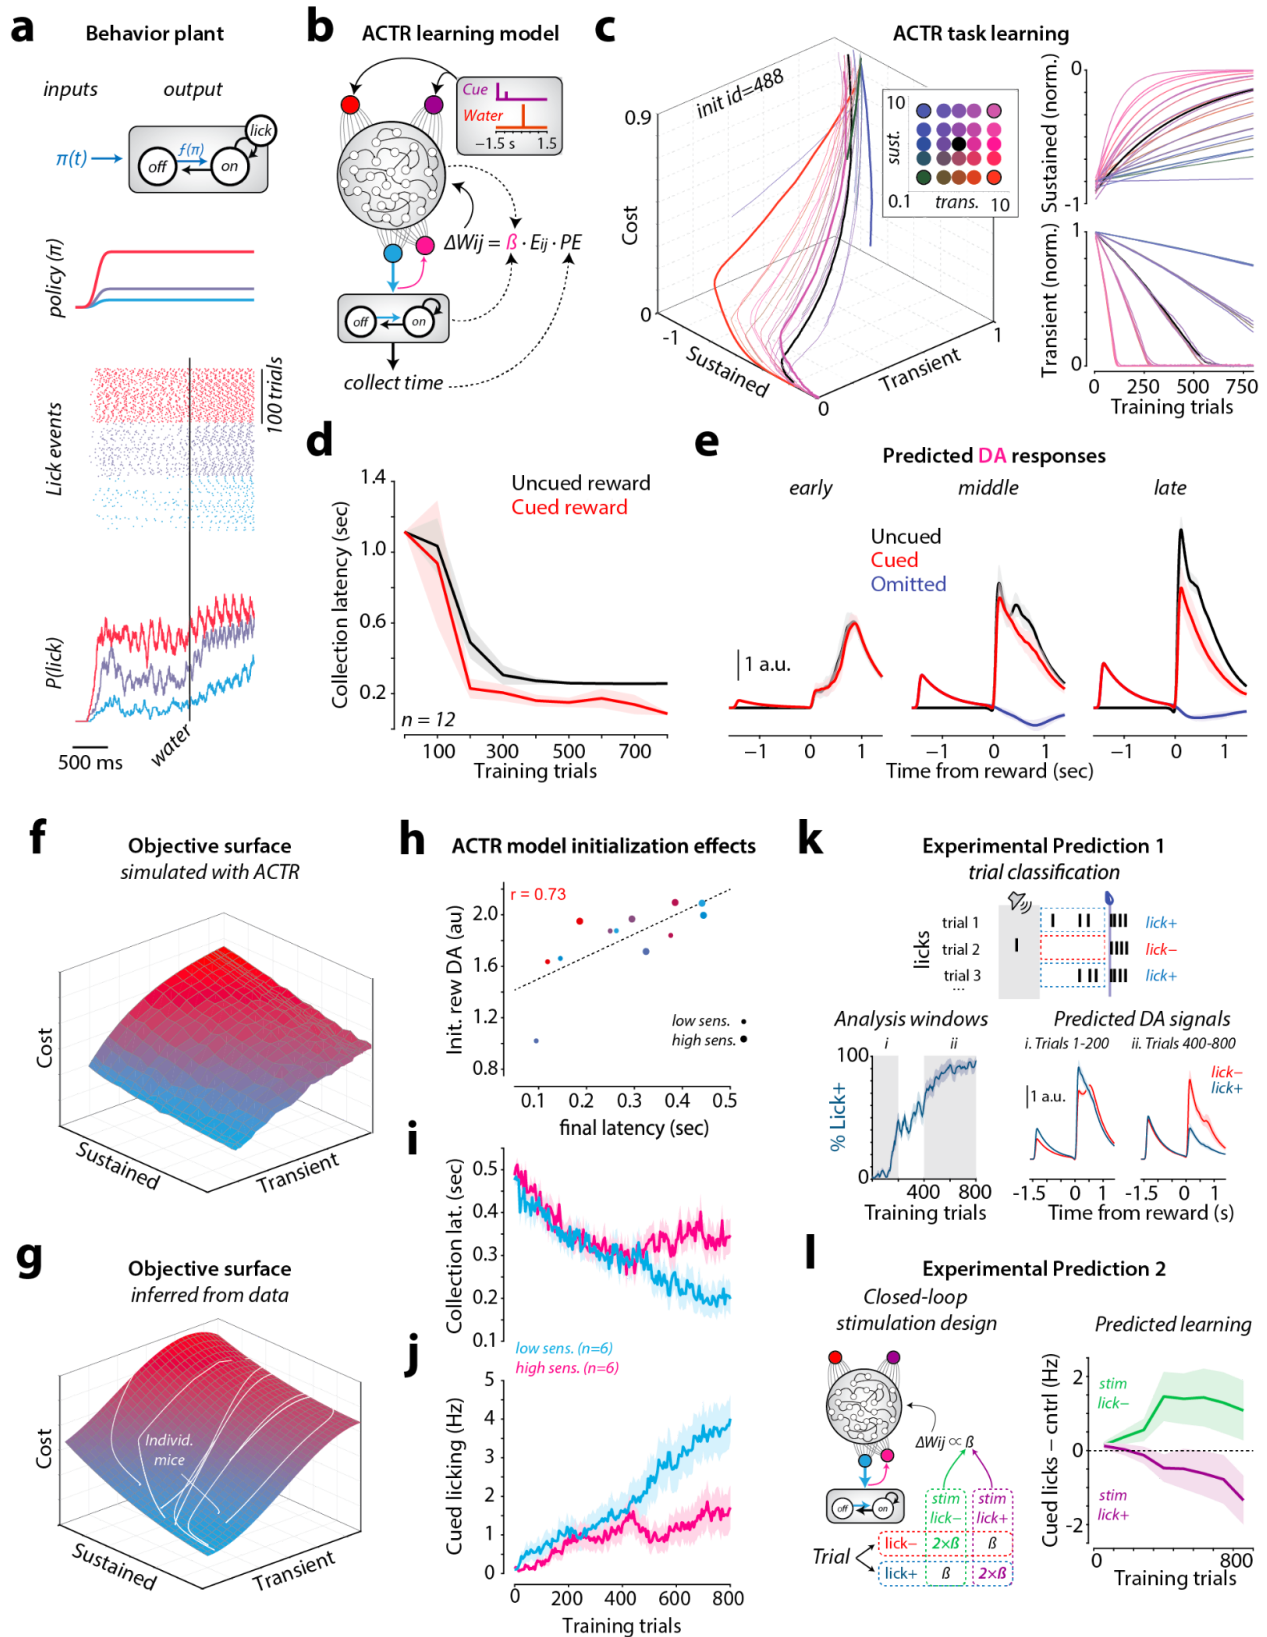 a
Behavior plant
inputs
output
π(t)
off
f(π)
on
lick
policy (π)
Lick events
100 trials
P(lick)
water
500 ms
b
ACTR learning model
Cue
Water
−1.5 s
1.5
ΔWij = ß · Eij · PE
off
on
collect time
c
ACTR task learning
init id=488
0.9
Cost
0
-1
Sustained
0
Transient
1
10
sust.
0.1
trans.
10
0
Sustained (norm.)
-1
1
Transient (norm.)
0
0
250
500
750
Training trials
d
1.4
1.0
0.6
0.2
Collection latency (sec)
Uncued reward
Cued reward
n = 12
100
300
500
700
Training trials
e
Predicted DA responses
early
middle
late
Uncued
Cued
Omitted
1 a.u.
−1
0
1
−1
0
1
−1
0
1
Time from reward (sec)
f
Objective surface
simulated with ACTR
Cost
Sustained
Transient
g
Objective surface
inferred from data
Individ.
mice
Cost
Sustained
Transient
h
ACTR model initialization effects
r = 0.73
2.0
1.6
1.2
0.8
Init. rew DA (au)
low sens.
high sens.
0.1
0.2
0.3
0.4
0.5
final latency (sec)
i
0.5
0.4
0.3
0.2
0.1
Collection lat. (sec)
low sens. (n=6)
high sens. (n=6)
j
5
4
3
2
1
0
Cued licking (Hz)
0
200
400
600
800
Training trials
k
Experimental Prediction 1
trial classification
licks
trial 1
lick+
trial 2
lick−
trial 3
lick+
...
Analysis windows
i
ii
100
0
% Lick+
0
400
800
Training trials
Predicted DA signals
i. Trials 1-200
ii. Trials 400-800
lick−
lick+
1 a.u.
-1.5
0
1
-1.5
0
1
Time from reward (s)
l
Experimental Prediction 2
Closed-loop
stimulation design
ΔWij ∝ ß
off
on
stim
lick−
stim
lick+
Trial
lick−
2×ß
ß
lick+
ß
2×ß
Predicted learning
2
0
−2
Cued licks − cntrl (Hz)
stim
lick−
stim
lick+
0
800
Training trials